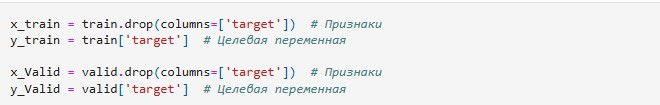 x_train = train.drop(columns=['target'])  # Признаки
y_train = train['target']  # Целевая переменная
x_Valid = valid.drop(columns=['target'])  # Признаки
y_Valid = valid['target']  # Целевая переменная